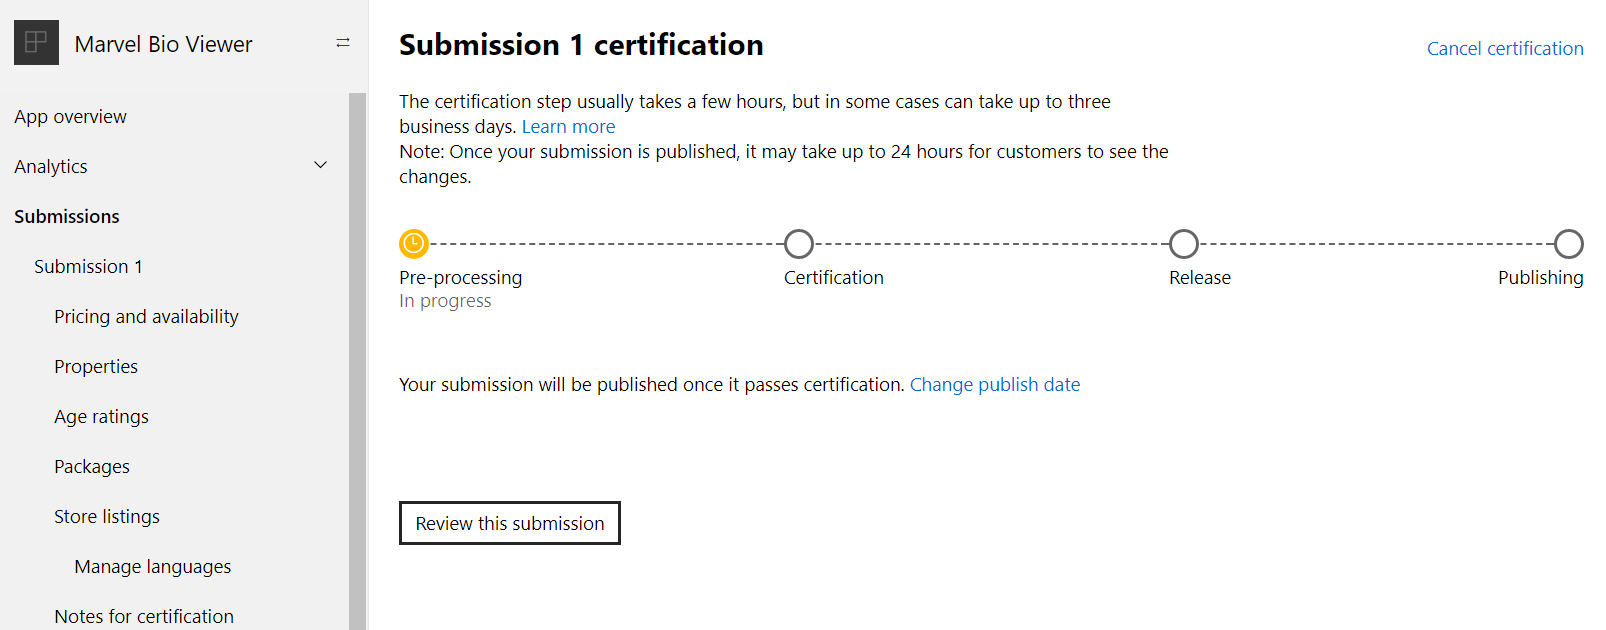 Marvel Bio Viewer
App overview
Analytics
Submissions
Submission 1
Pricing and availability
Properties
Age ratings
Packages
Store listings
Manage languages
Notes for certification
Submission 1 certification
Cancel certification
The certification step usually takes a few hours, but in some cases can take up to three
business days. Learn more
Note: Once your submission is published, it may take up to 24 hours for customers to see the
changes.
Pre-processing
In progress
Certification
Release
Publishing
Your submission will be published once it passes certification. Change publish date
Review this submission